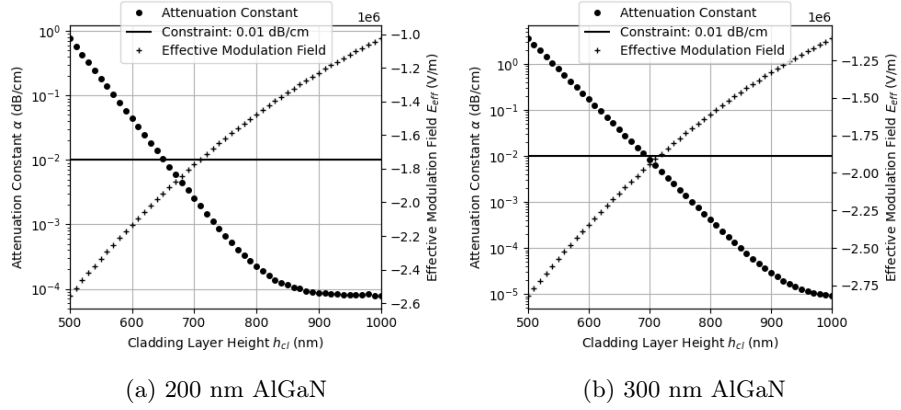 1e6
Attenuation Constant
Constraint: 0.01 dB/cm
Effective Modulation Field
Attenuation Constant α (dB/cm)
10^0
10^-1
10^-2
10^-3
10^-4
−1.0
−1.2
−1.4
−1.6
−1.8
−2.0
−2.2
−2.4
−2.6
Effective Modulation Field E_eff (V/m)
500 600 700 800 900 1000
Cladding Layer Height h_cl (nm)
(a) 200 nm AlGaN
1e6
Attenuation Constant
Constraint: 0.01 dB/cm
Effective Modulation Field
Attenuation Constant α (dB/cm)
10^0
10^-1
10^-2
10^-3
10^-4
10^-5
−1.25
−1.50
−1.75
−2.00
−2.25
−2.50
−2.75
Effective Modulation Field E_eff (V/m)
500 600 700 800 900 1000
Cladding Layer Height h_cl (nm)
(b) 300 nm AlGaN